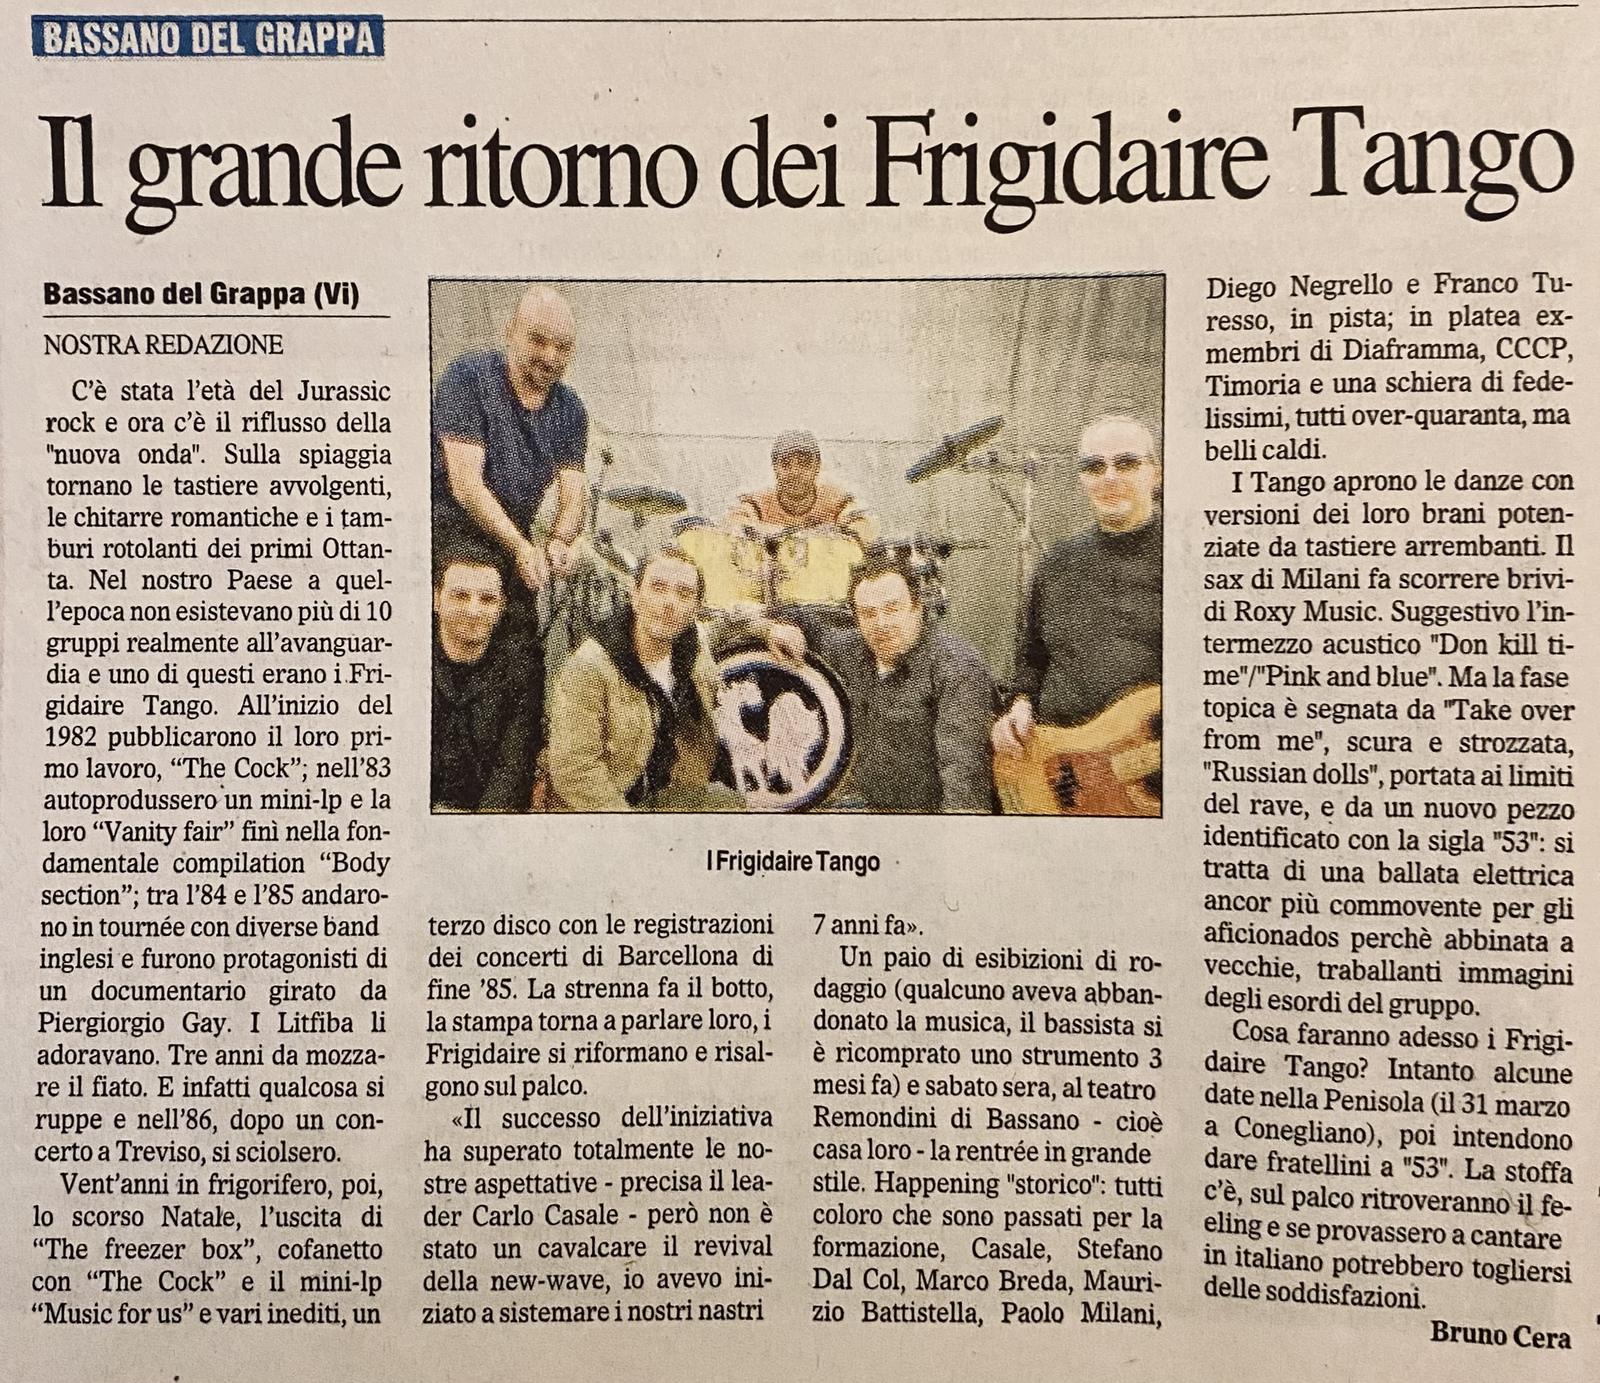 BASSANO DEL GRAPPA
Il grande ritorno dei Frigidaire Tango
Bassano del Grappa (Vi)
NOSTRA REDAZIONE
C'è stata l'età del Jurassic
rock e ora c'è il riflusso della
"nuova onda". Sulla spiaggia
tornano le tastiere avvolgenti,
le chitarre romantiche e i tam-
buri rotolanti dei primi Ottan-
ta. Nel nostro Paese a quel-
l'epoca non esistevano più di 10
gruppi realmente all'avanguar-
dia e uno di questi erano i Fri-
gidaire Tango. All'inizio del
1982 pubblicarono il loro pri-
mo lavoro, “The Cock”; nell'83
autoprodussero un mini-lp e la
loro “Vanity fair” finì nella fon-
damentale compilation “Body
section”; tra l'84 e l'85 andaro-
no in tournée con diverse band
inglesi e furono protagonisti di
un documentario girato da
Piergiorgio Gay. I Litfiba li
adoravano. Tre anni da mozza-
re il fiato. E infatti qualcosa si
ruppe e nell'86, dopo un con-
certo a Treviso, si sciolsero.
Vent'anni in frigorifero, poi,
lo scorso Natale, l'uscita di
“The freezer box”, cofanetto
con “The Cock” e il mini-lp
“Music for us” e vari inediti, un
I Frigidaire Tango
terzo disco con le registrazioni
dei concerti di Barcellona di
fine '85. La strenna fa il botto,
la stampa torna a parlare loro, i
Frigidaire si riformano e risal-
gono sul palco.
«Il successo dell'iniziativa
ha superato totalmente le no-
stre aspettative - precisa il lea-
der Carlo Casale - però non è
stato un cavalcare il revival
della new-wave, io avevo ini-
ziato a sistemare i nostri nastri
7 anni fa».
Un paio di esibizioni di ro-
daggio (qualcuno aveva abban-
donato la musica, il bassista si
è ricomprato uno strumento 3
mesi fa) e sabato sera, al teatro
Remondini di Bassano - cioè
casa loro - la rentrée in grande
stile. Happening "storico": tutti
coloro che sono passati per la
formazione, Casale, Stefano
Dal Col, Marco Breda, Mauri-
zio Battistella, Paolo Milani,
Diego Negrello e Franco Tu-
resso, in pista; in platea ex-
membri di Diaframma, CCCP,
Timoria e una schiera di fede-
lissimi, tutti over-quaranta, ma
belli caldi.
I Tango aprono le danze con
versioni dei loro brani poten-
ziate da tastiere arrembanti. Il
sax di Milani fa scorrere brivi-
di Roxy Music. Suggestivo l'in-
termezzo acustico "Don kill ti-
me"/"Pink and blue". Ma la fase
topica è segnata da "Take over
from me", scura e strozzata,
"Russian dolls", portata ai limiti
del rave, e da un nuovo pezzo
identificato con la sigla "53": si
tratta di una ballata elettrica
ancor più commovente per gli
aficionados perchè abbinata a
vecchie, traballanti immagini
degli esordi del gruppo.
Cosa faranno adesso i Frigi-
daire Tango? Intanto alcune
date nella Penisola (il 31 marzo
a Conegliano), poi intendono
dare fratellini a "53". La stoffa
c'è, sul palco ritroveranno il fe-
eling e se provassero a cantare
in italiano potrebbero togliersi
delle soddisfazioni.
Bruno Cera